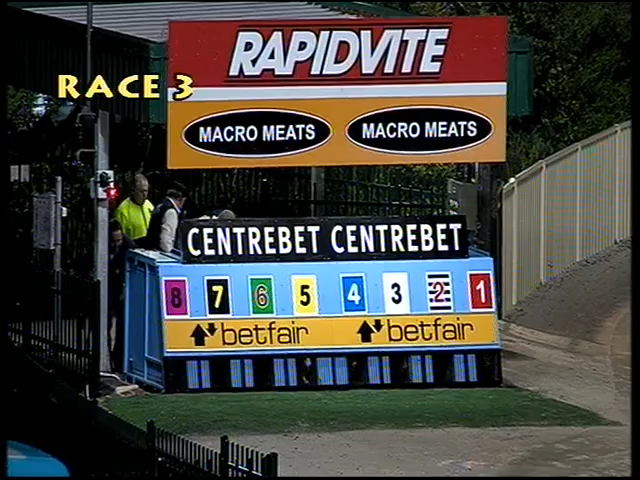 RAPIDVITE
RACE 3
MACRO MEATS MACRO MEATS
CENTREBET CENTREBET
8 7 6 5 4 3 2 1
betfair betfair